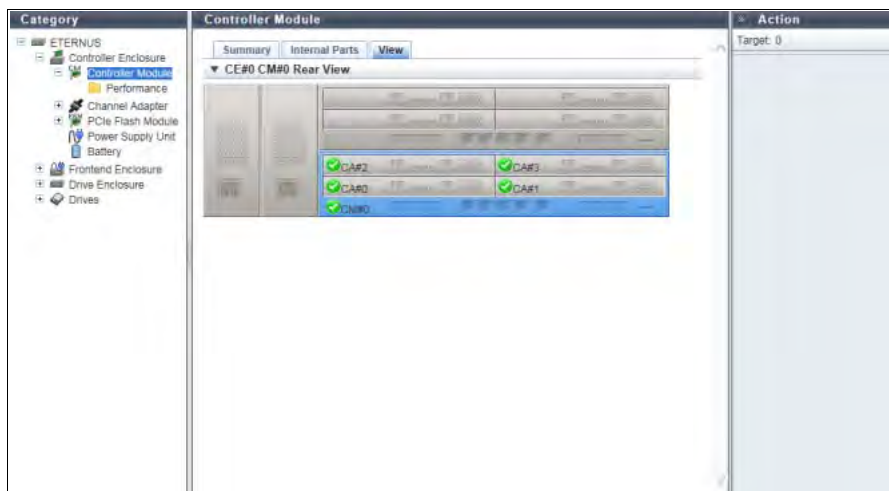 Category
ETERNUS
Controller Enclosure
Controller Module
Performance
Channel Adapter
PCIe Flash Module
Power Supply Unit
Battery
Frontend Enclosure
Drive Enclosure
Drives
Controller Module
Summary
Internal Parts
View
CE#0 CM#0 Rear View
CA#2
CA#3
CA#0
CA#1
CM#0
Action
Target: 0